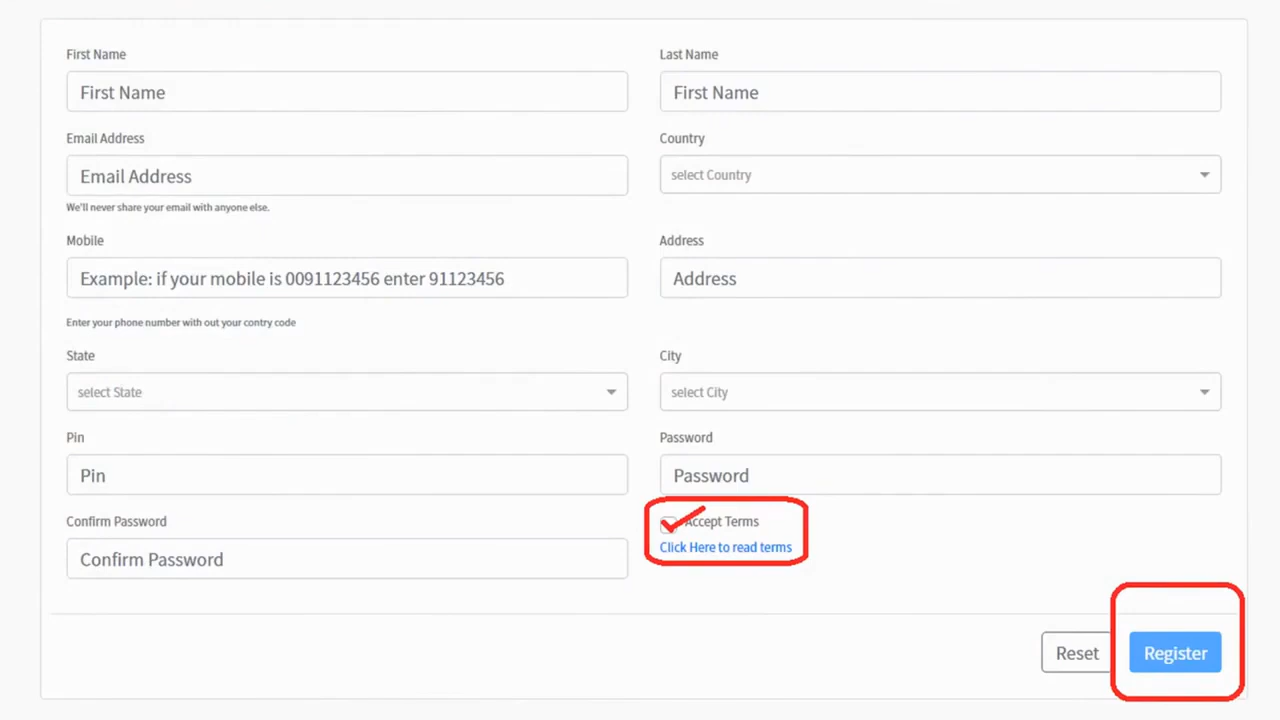 First Name
Last Name
First Name
First Name
Email Address
Country
Email Address
select Country
We'll never share your email with anyone else.
Mobile
Address
Example: if your mobile is 0091123456 enter 91123456
Address
Enter your phone number with out your contry code
State
City
select State
select City
Pin
Password
Pin
Password
Confirm Password
Accept Terms
Click Here to read terms
Confirm Password
Reset
Register